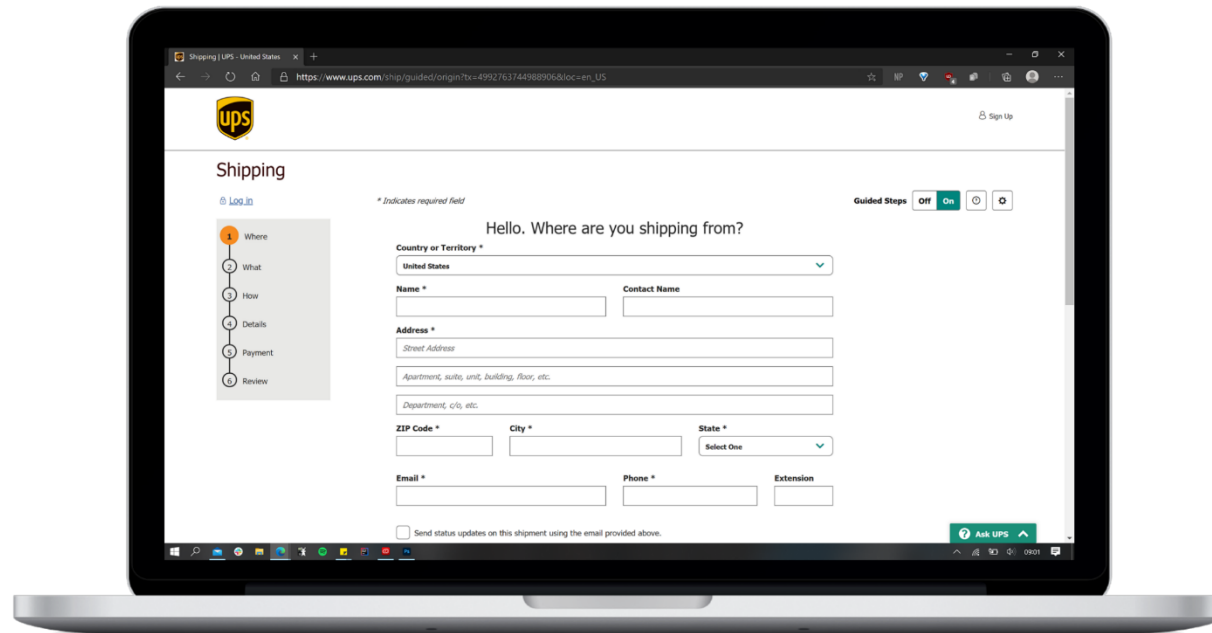 Shipping | UPS - United States
https://www.ups.com/ship/guided/origin?tx=4992763744988906&loc=en_US
NP
ups
Sign Up
Shipping
Log in
* Indicates required field
Guided Steps Off On
1 Where
2 What
3 How
4 Details
5 Payment
6 Review
Hello. Where are you shipping from?
Country or Territory *
United States
Name * Contact Name
Address *
Street Address
Apartment, suite, unit, building, floor, etc.
Department, c/o, etc.
ZIP Code * City * State *
Select One
Email * Phone * Extension
Send status updates on this shipment using the email provided above.
? Ask UPS
09:01